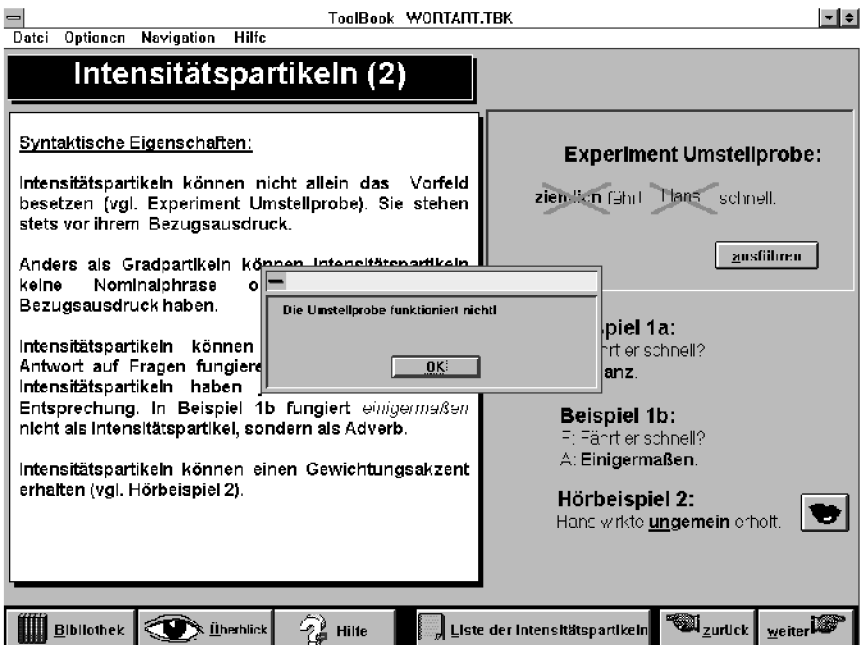 ToolBook WORTART.TBK
Datei Optionen Navigation Hilfe
Intensitätspartikeln (2)
Syntaktische Eigenschaften:
Intensitätspartikeln können nicht allein das Vorfeld
besetzen (vgl. Experiment Umstellprobe). Sie stehen
stets vor ihrem Bezugsausdruck.
Anders als Gradpartikeln können Intensitätspartikeln
keine Nominalphrase
Bezugsausdruck haben.
Intensitätspartikeln können
Antwort auf Fragen
Intensitätspartikeln haben
Entsprechung. In Beispiel 1b fungiert einigermaßen
nicht als Intensitätspartikel, sondern als Adverb.
Intensitätspartikeln können einen Gewichtungsakzent
erhalten (vgl. Hörbeispiel 2).
Experiment Umstellprobe:
ziemlich fährt Hans schnell.
ausführen
Die Umstellprobe funktioniert nicht!
OK
1a:
er schnell?
Beispiel 1b:
F: Fährt er schnell?
A: Einigermaßen.
Hörbeispiel 2:
Hans wirkte ungemein erholt.
Bibliothek
Überblick
Hilfe
Liste der Intensitätspartikeln
zurück
weiter